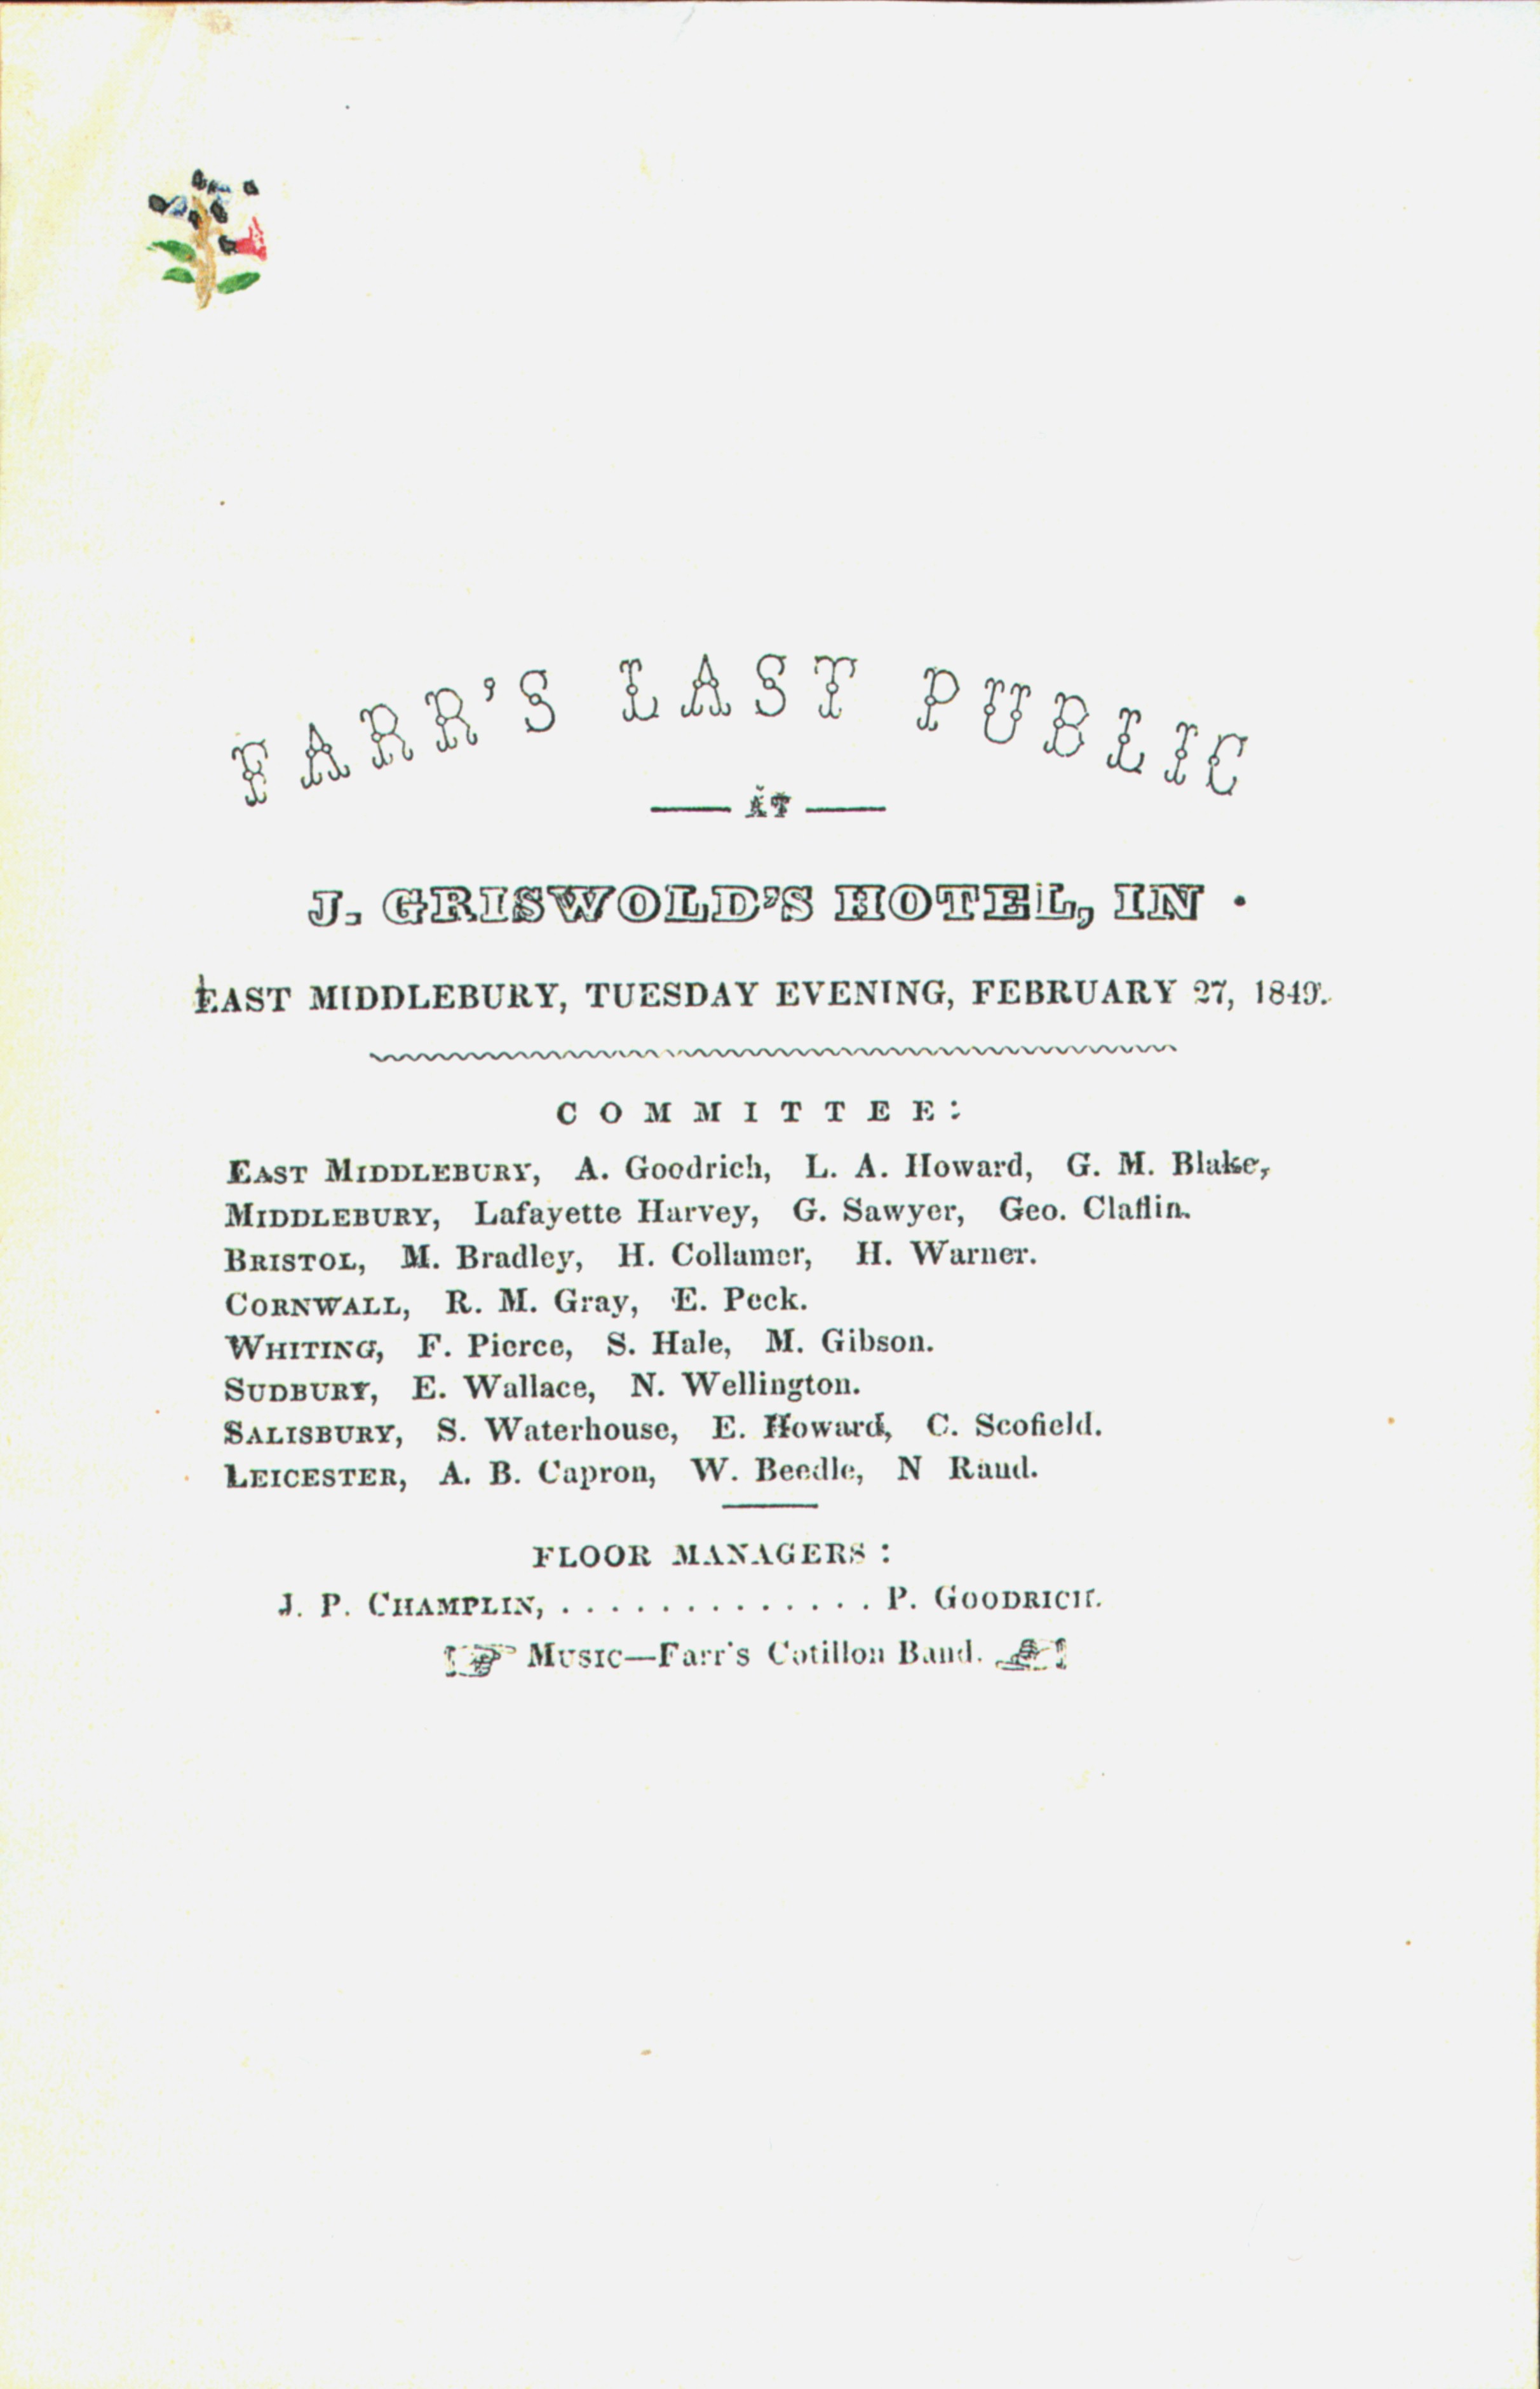 FARR'S LAST PUBLIC
— AT —
J. GRISWOLD'S HOTEL, IN
EAST MIDDLEBURY, TUESDAY EVENING, FEBRUARY 27, 1849.
COMMITTEE:
EAST MIDDLEBURY, A. Goodrich, L. A. Howard, G. M. Blake,
MIDDLEBURY, Lafayette Harvey, G. Sawyer, Geo. Claflin.
BRISTOL, M. Bradley, H. Collamer, H. Warner.
CORNWALL, R. M. Gray, E. Peck.
WHITING, F. Pierce, S. Hale, M. Gibson.
SUDBURY, E. Wallace, N. Wellington.
SALISBURY, S. Waterhouse, E. Howard, C. Scofield.
LEICESTER, A. B. Capron, W. Beedle, N Rand.
FLOOR MANAGERS :
J. P. CHAMPLIN, . . . . . . . . . . . . . P. GOODRICH.
☞ MUSIC—Farr's Cotillon Band. ☜